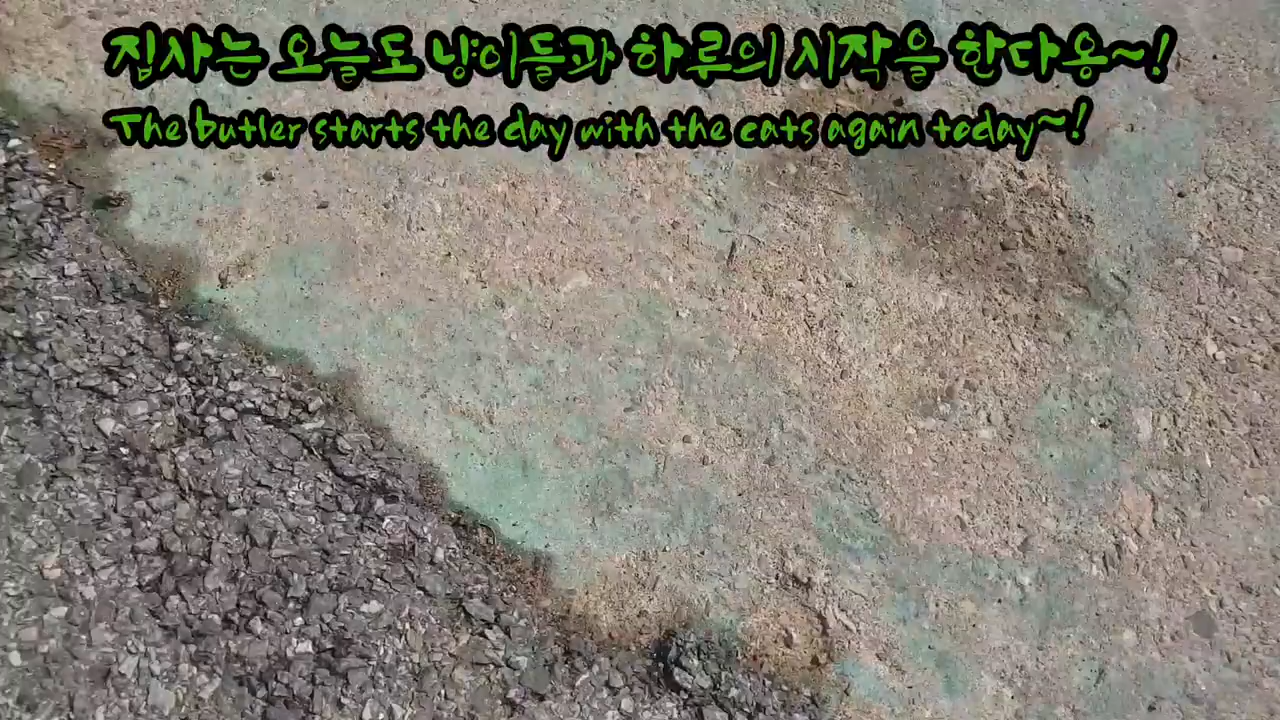 집사는 오늘도 냥이들과 하루의 시작을 한다옹~!
The butler starts the day with the cats again today~!